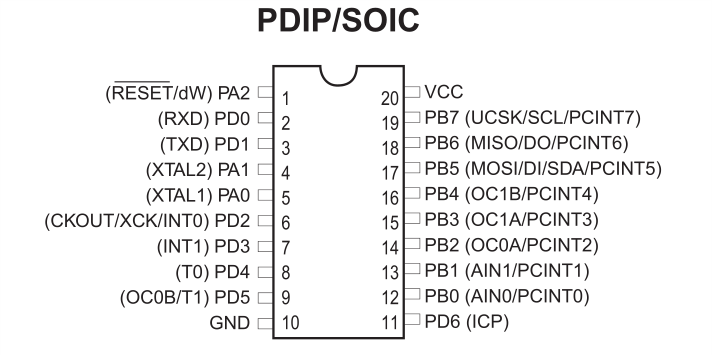 PDIP/SOIC
(RESET/dW) PA2 1 20 VCC
(RXD) PD0 2 19 PB7 (UCSK/SCL/PCINT7)
(TXD) PD1 3 18 PB6 (MISO/DO/PCINT6)
(XTAL2) PA1 4 17 PB5 (MOSI/DI/SDA/PCINT5)
(XTAL1) PA0 5 16 PB4 (OC1B/PCINT4)
(CKOUT/XCK/INT0) PD2 6 15 PB3 (OC1A/PCINT3)
(INT1) PD3 7 14 PB2 (OC0A/PCINT2)
(T0) PD4 8 13 PB1 (AIN1/PCINT1)
(OC0B/T1) PD5 9 12 PB0 (AIN0/PCINT0)
GND 10 11 PD6 (ICP)